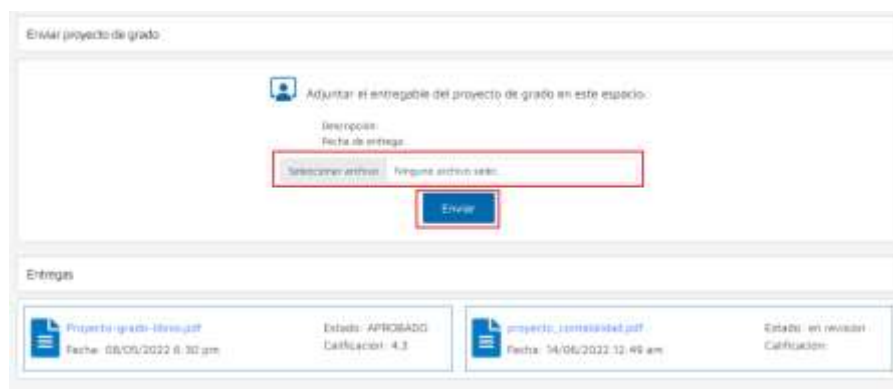 Enviar proyecto de grado
Adjuntar el entregable del proyecto de grado en este espacio.
Descripción:
Fecha de entrega:
Seleccionar archivo Ninguno archivo selec.
Enviar
Entregas
Proyecto-grado-libros.pdf
Fecha: 08/05/2022 6:30 pm
Estado: APROBADO
Calificación: 4.3
proyecto_contabilidad.pdf
Fecha: 14/06/2022 12:49 am
Estado: en revisión
Calificación: